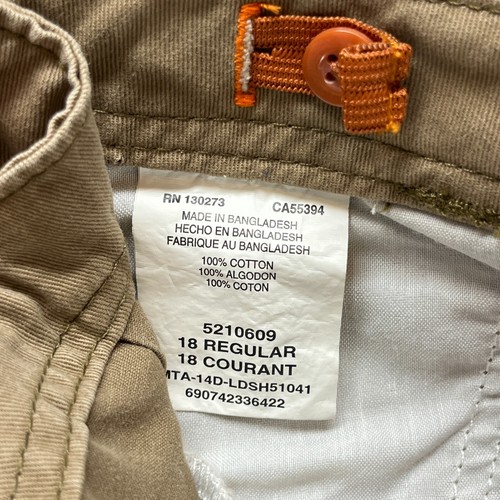 RN 130273 CA55394
MADE IN BANGLADESH
HECHO EN BANGLADESH
FABRIQUE AU BANGLADESH
100% COTTON
100% ALGODON
100% COTON
5210609
18 REGULAR
18 COURANT
MTA-14D-LDSH51041
690742336422